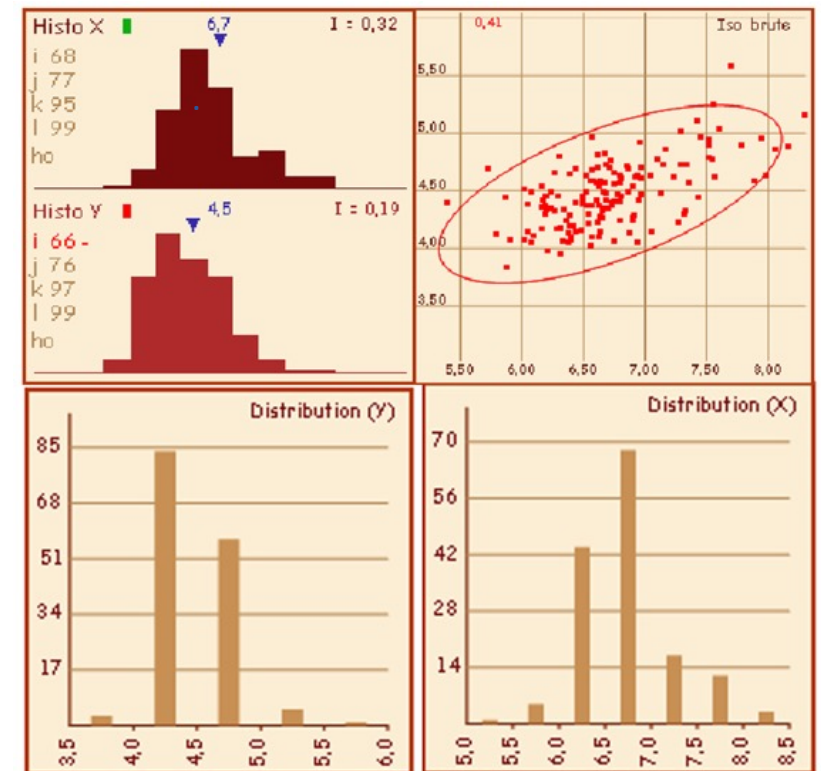 Histo X 6,7 I = 0,32
i 68
j 77
k 95
l 99
ho
Histo Y 4,5 I = 0,19
i 66 -
j 76
k 97
l 99
ho
0,41 Iso brute
5,50
5,00
4,50
4,00
3,50
5,50 6,00 6,50 7,00 7,50 8,00
Distribution (Y)
85
68
51
34
17
3,5 4,0 4,5 5,0 5,5 6,0
Distribution (X)
70
56
42
28
14
5,0 5,5 6,0 6,5 7,0 7,5 8,0 8,5